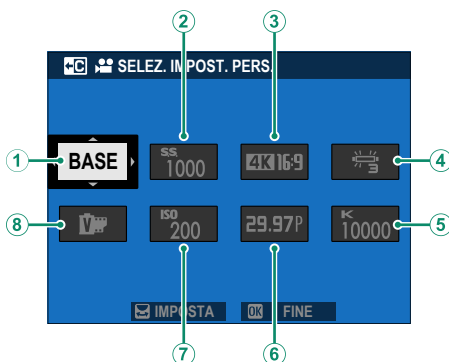 2 3
C SELEZ. IMPOST. PERS.
1 BASE S.S. 1000 4K 16:9 3 4
8 V ISO 200 29.97P K 10000 5
IMPOSTA OK FINE
7 6